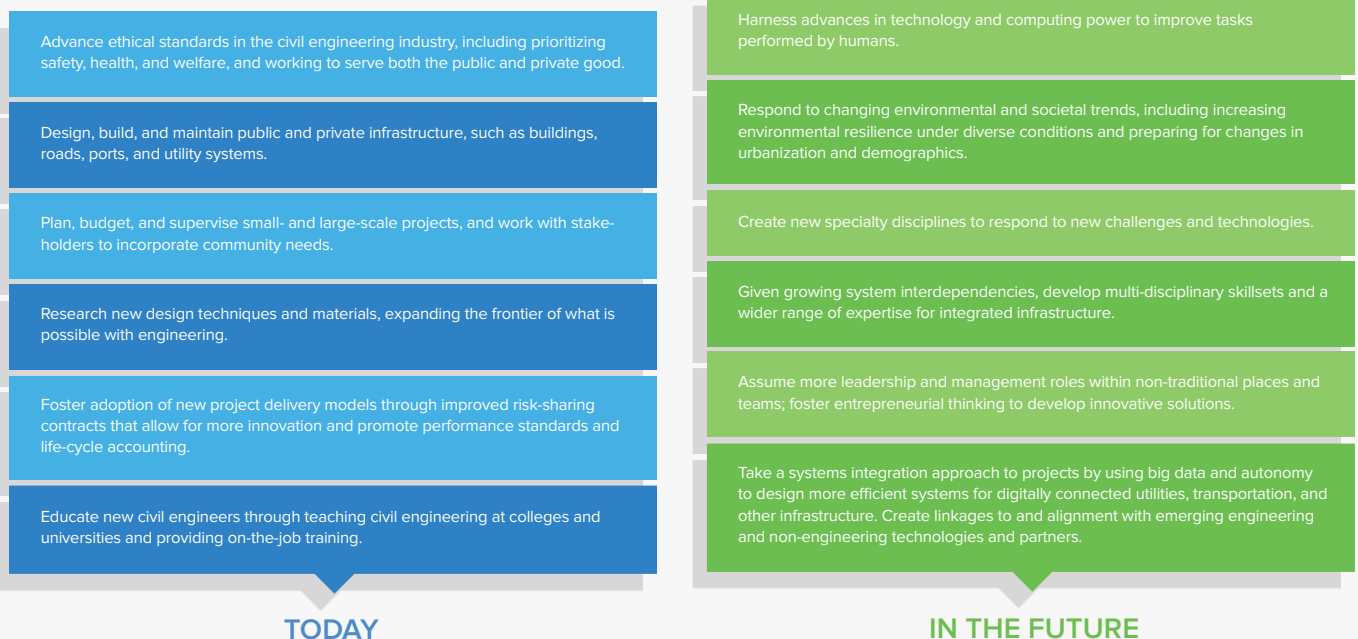 Advance ethical standards in the civil engineering industry, including prioritizing
safety, health, and welfare, and working to serve both the public and private good.
Design, build, and maintain public and private infrastructure, such as buildings,
roads, ports, and utility systems.
Plan, budget, and supervise small- and large-scale projects, and work with stake-
holders to incorporate community needs.
Research new design techniques and materials, expanding the frontier of what is
possible with engineering.
Foster adoption of new project delivery models through improved risk-sharing
contracts that allow for more innovation and promote performance standards and
life-cycle accounting.
Educate new civil engineers through teaching civil engineering at colleges and
universities and providing on-the-job training.
TODAY
Harness advances in technology and computing power to improve tasks
performed by humans.
Respond to changing environmental and societal trends, including increasing
environmental resilience under diverse conditions and preparing for changes in
urbanization and demographics.
Create new specialty disciplines to respond to new challenges and technologies.
Given growing system interdependencies, develop multi-disciplinary skillsets and a
wider range of expertise for integrated infrastructure.
Assume more leadership and management roles within non-traditional places and
teams; foster entrepreneurial thinking to develop innovative solutions.
Take a systems integration approach to projects by using big data and autonomy
to design more efficient systems for digitally connected utilities, transportation, and
other infrastructure. Create linkages to and alignment with emerging engineering
and non-engineering technologies and partners.
IN THE FUTURE